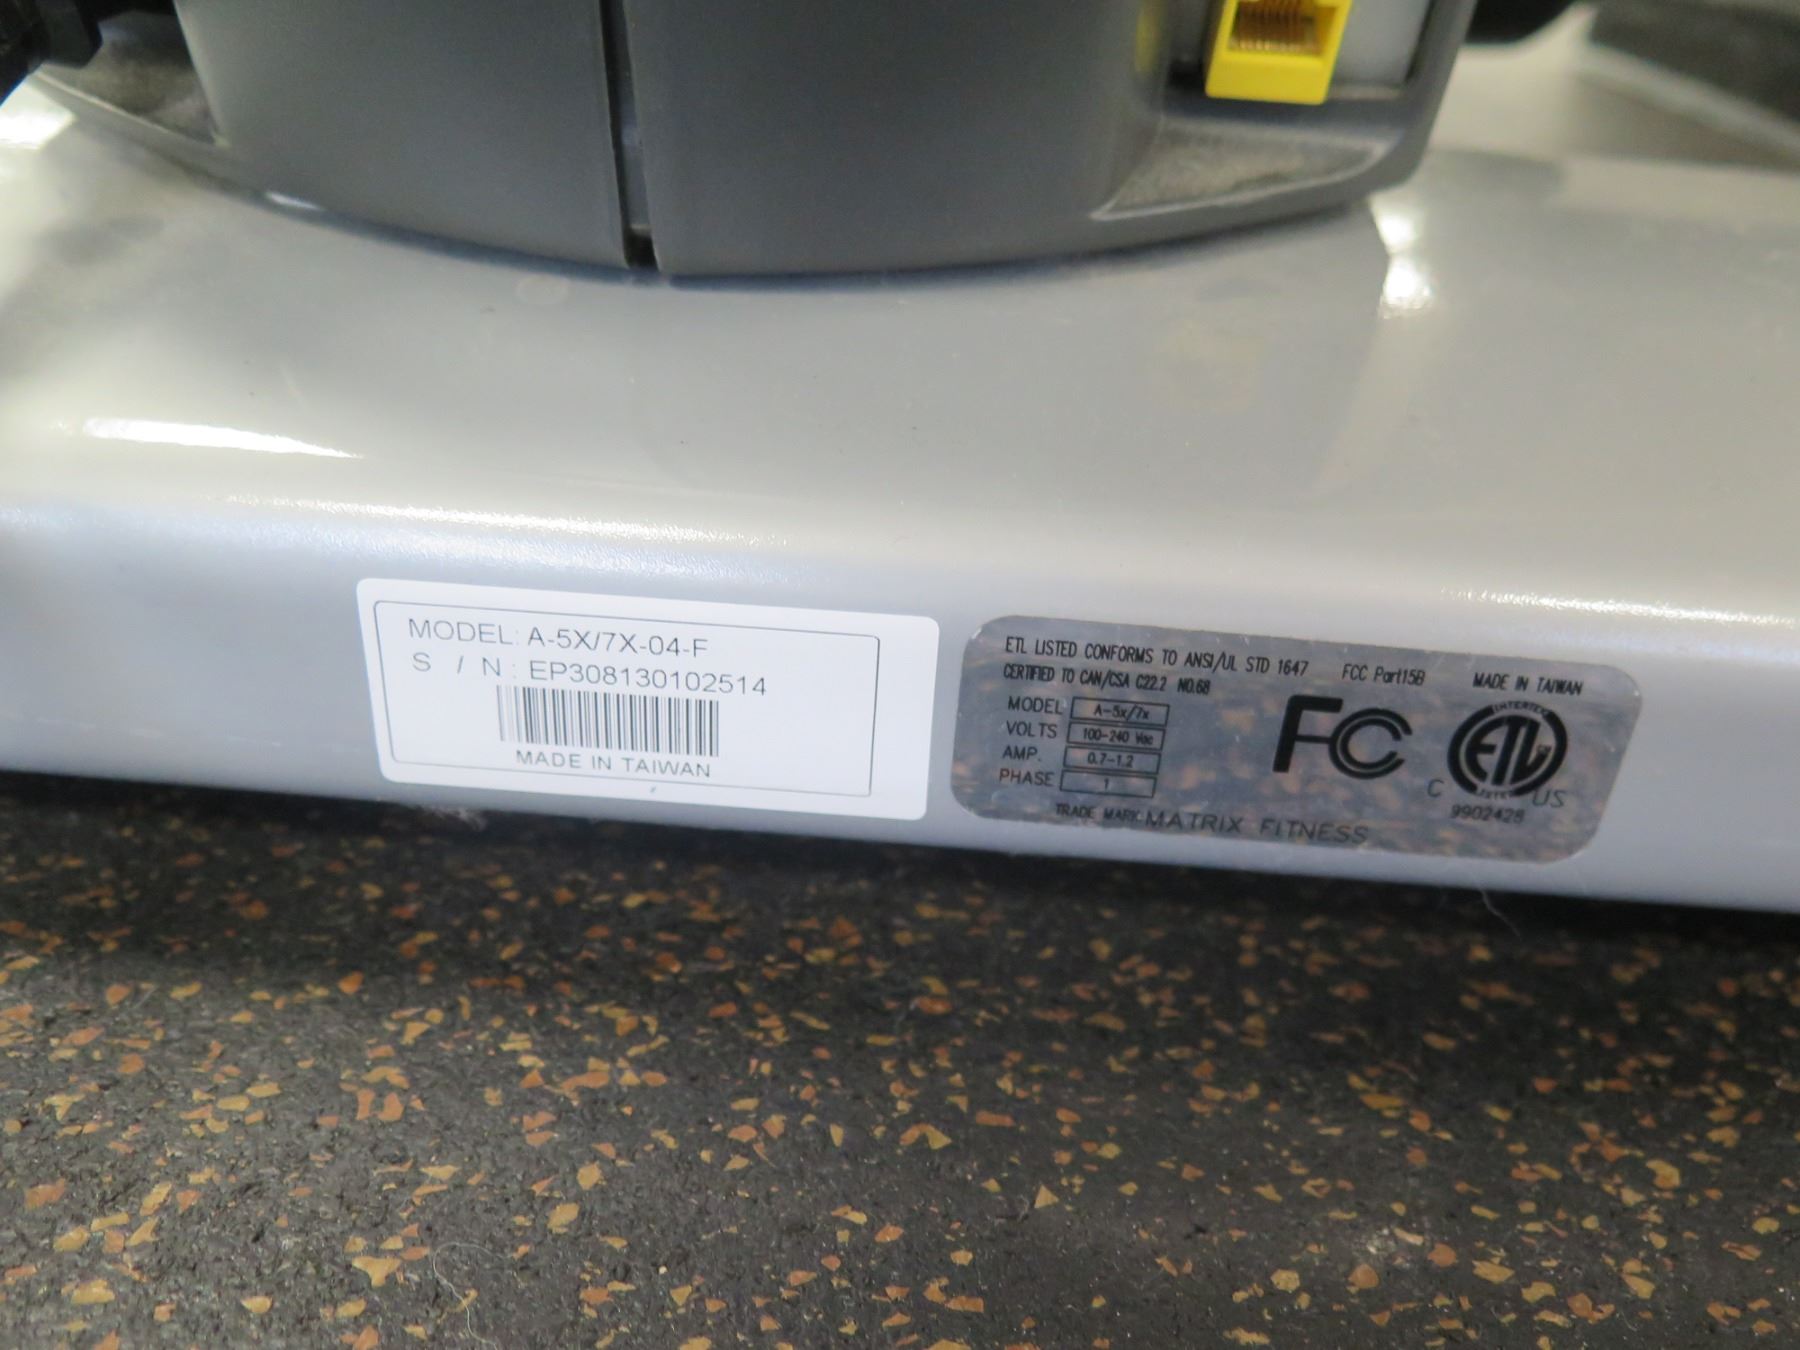 MODEL: A-5X/7X-04-F
S / N : EP308130102514
MADE IN TAIWAN
ETL LISTED CONFORMS TO ANSI/UL STD 1647 FCC Part15B MADE IN TAIWAN
CERTIFIED TO CAN/CSA C22.2 NO.68
MODEL A-5x/7x
VOLTS 100-240 Vac
AMP. 0.7-1.2
PHASE 1
FC
INTERTEK
ETL
C US
9902428
TRADE MARK: MATRIX FITNESS